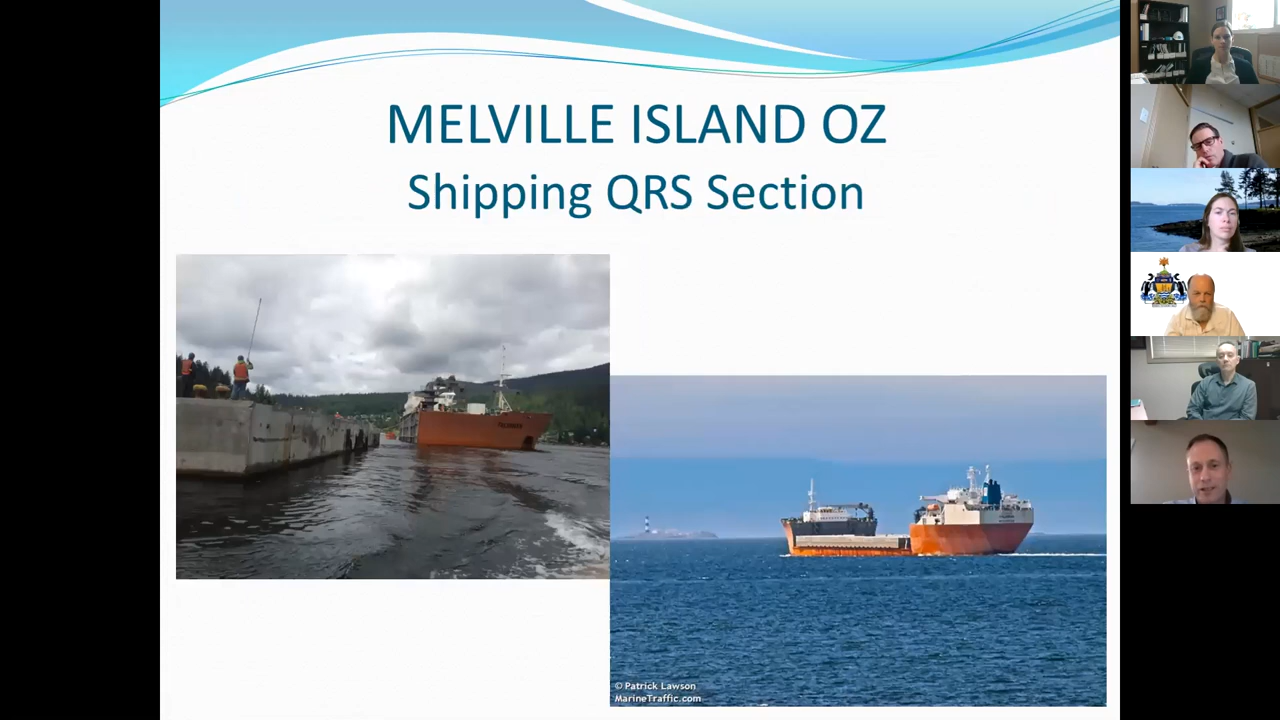 MELVILLE ISLAND OZ
Shipping QRS Section
© Patrick Lawson
MarineTraffic.com